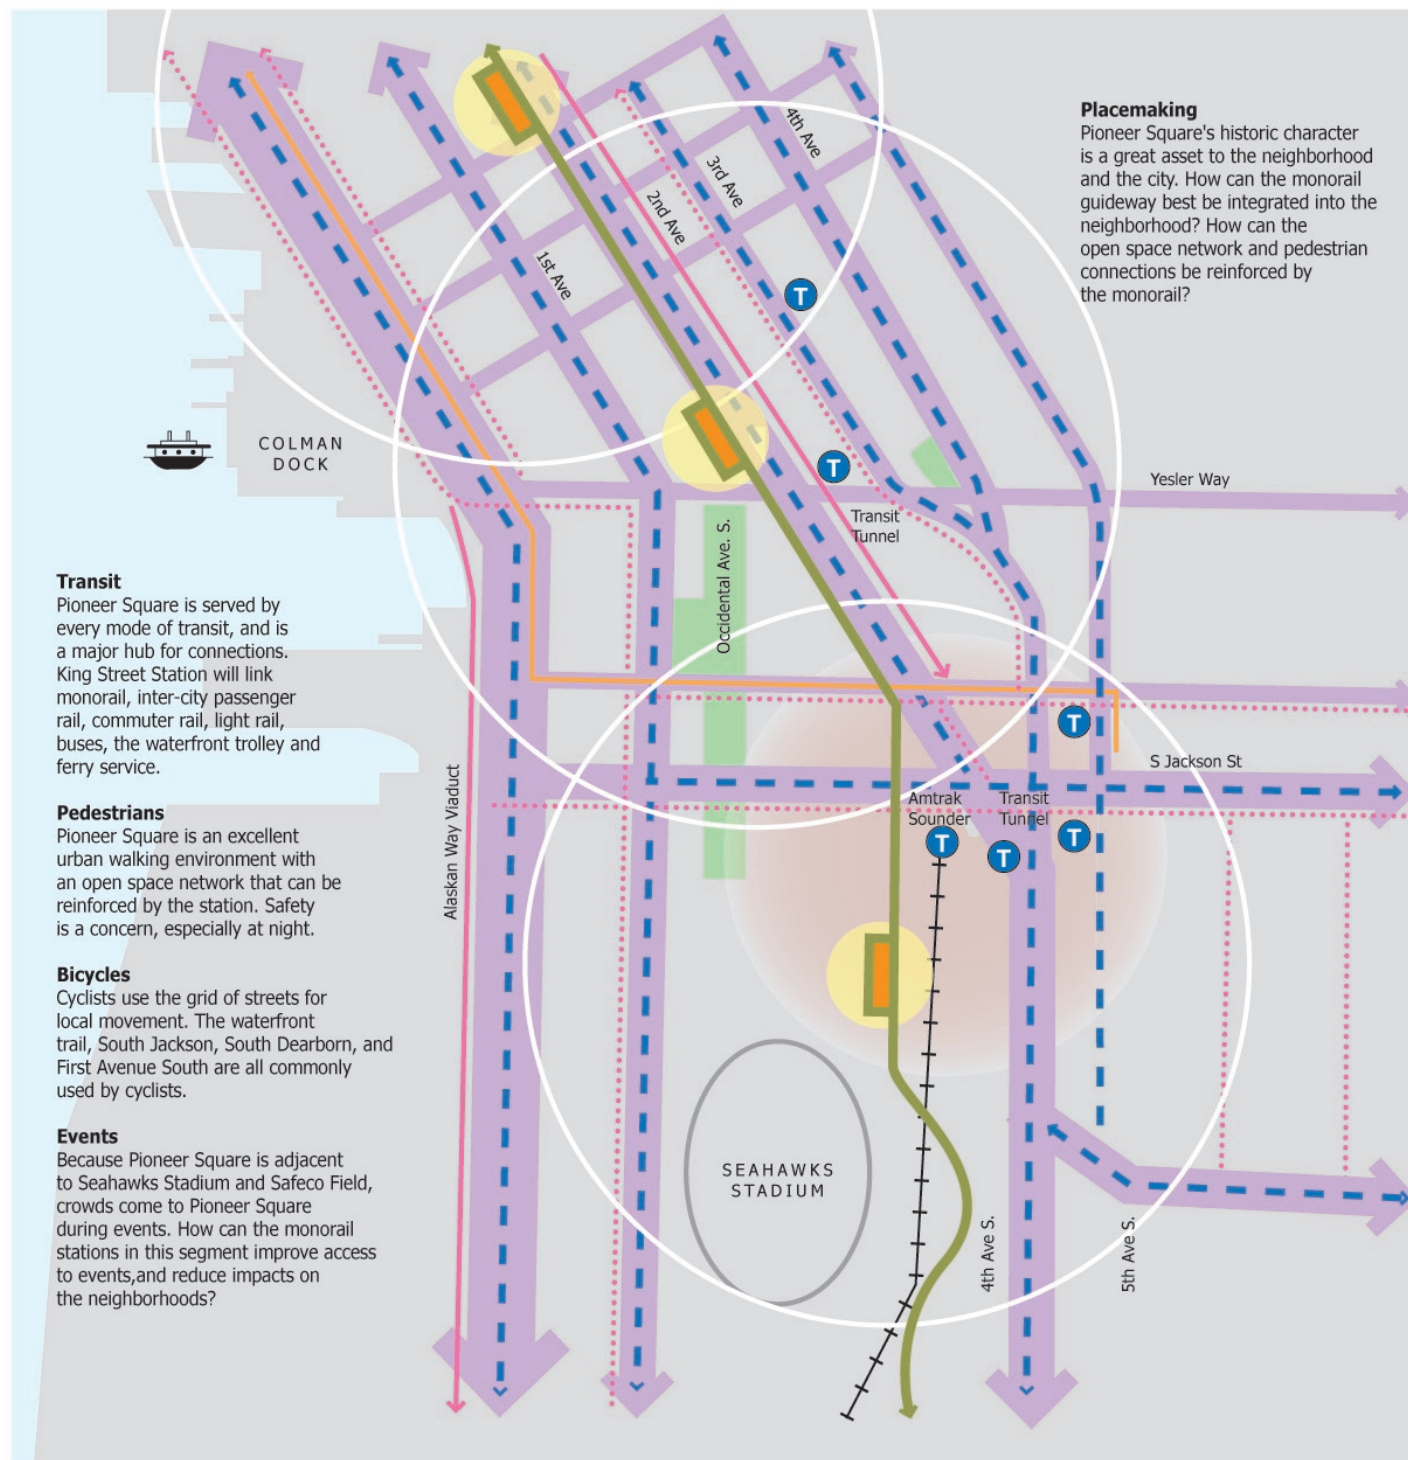 Placemaking
Pioneer Square's historic character
is a great asset to the neighborhood
and the city. How can the monorail
guideway best be integrated into the
neighborhood? How can the
open space network and pedestrian
connections be reinforced by
the monorail?
4th Ave
3rd Ave
2nd Ave
1st Ave
T
COLMAN
DOCK
T
Yesler Way
Transit
Tunnel
Occidental Ave. S.
Transit
Pioneer Square is served by
every mode of transit, and is
a major hub for connections.
King Street Station will link
monorail, inter-city passenger
rail, commuter rail, light rail,
buses, the waterfront trolley and
ferry service.
T
S Jackson St
Alaskan Way Viaduct
Amtrak
Sounder
Transit
Tunnel
T
T
T
Pedestrians
Pioneer Square is an excellent
urban walking environment with
an open space network that can be
reinforced by the station. Safety
is a concern, especially at night.
Bicycles
Cyclists use the grid of streets for
local movement. The waterfront
trail, South Jackson, South Dearborn, and
First Avenue South are all commonly
used by cyclists.
Events
Because Pioneer Square is adjacent
to Seahawks Stadium and Safeco Field,
crowds come to Pioneer Square
during events. How can the monorail
stations in this segment improve access
to events,and reduce impacts on
the neighborhoods?
SEAHAWKS
STADIUM
4th Ave S.
5th Ave S.